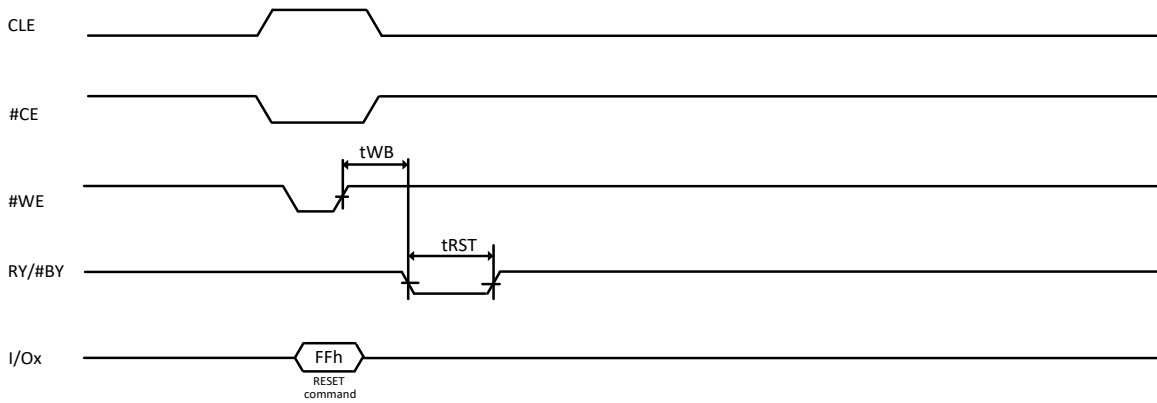 CLE
#CE
tWB
#WE
tRST
RY/#BY
I/Ox
FFh
RESET
command